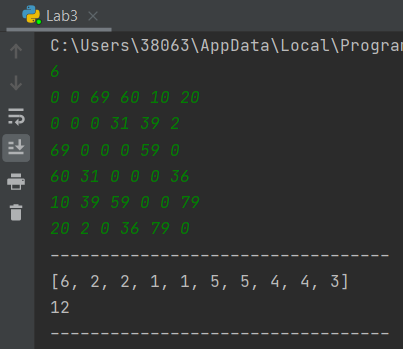 Lab3
C:\Users\38063\AppData\Local\Progra
6
0 0 69 60 10 20
0 0 0 31 39 2
69 0 0 0 59 0
60 31 0 0 0 36
10 39 59 0 0 79
20 2 0 36 79 0
----------------------------------
[6, 2, 2, 1, 1, 5, 5, 4, 4, 3]
12
----------------------------------